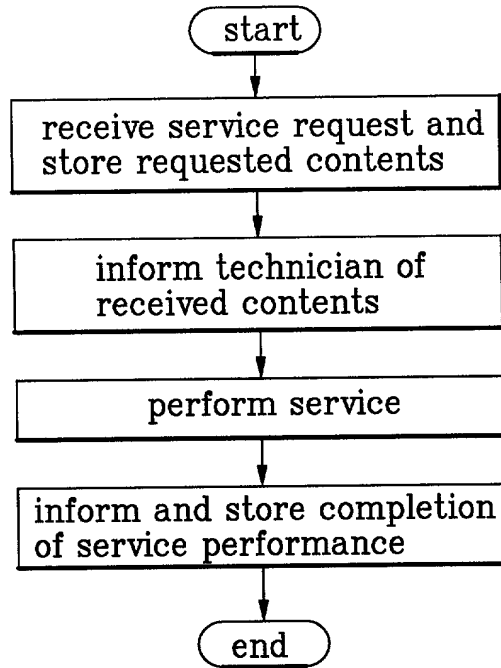 start
receive service request and
store requested contents
inform technician of
received contents
perform service
inform and store completion
of service performance
end